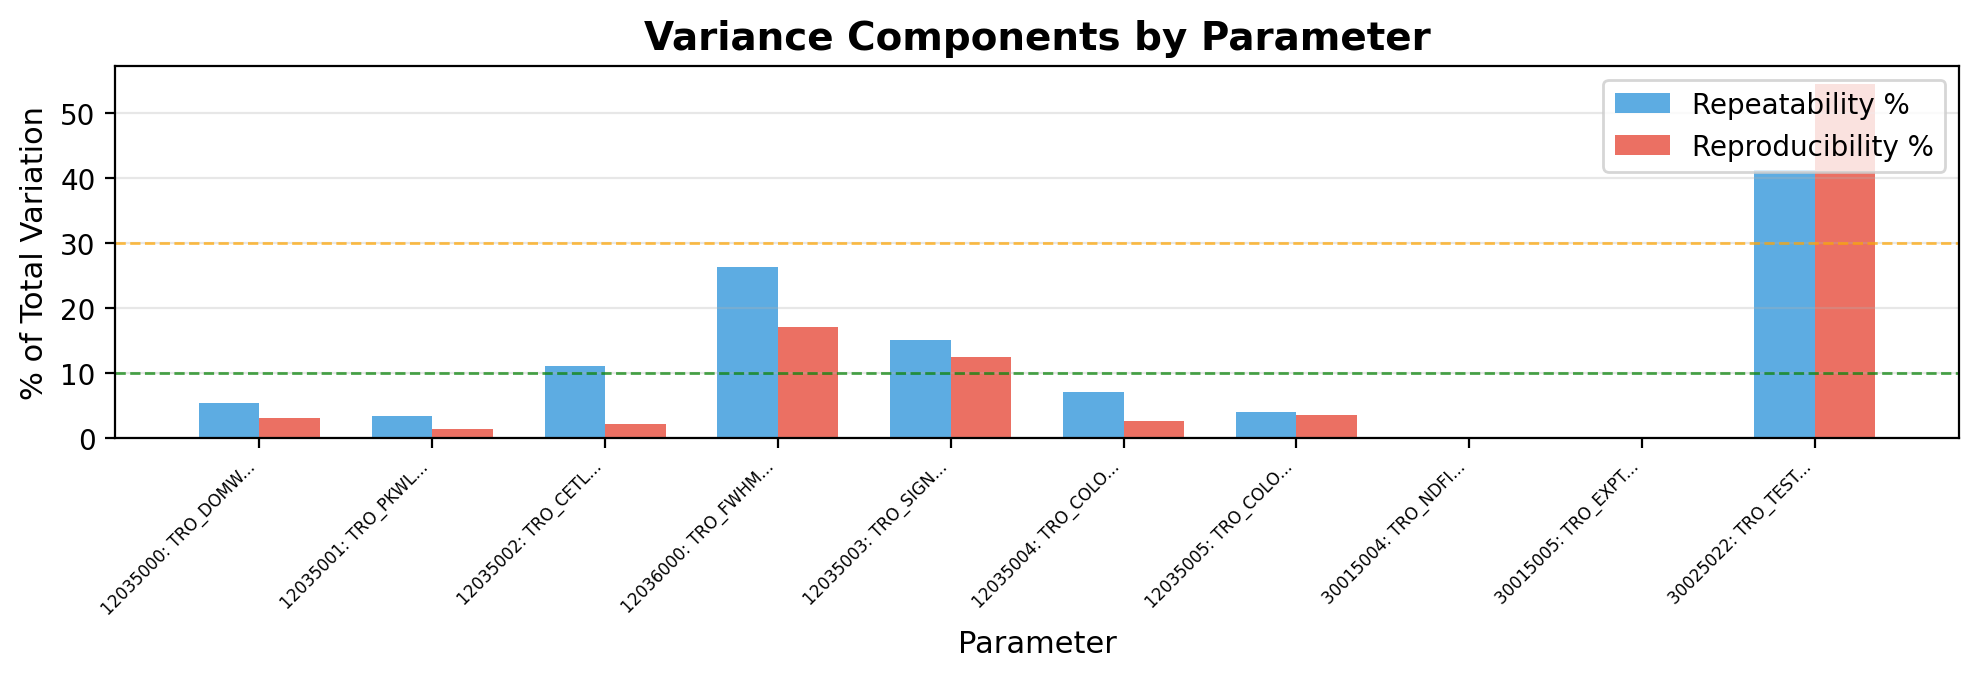 Variance Components by Parameter
% of Total Variation
50
40
30
20
10
0
Repeatability %
Reproducibility %
12035000: TRO_DOMW...
12035001: TRO_PKWL...
12035002: TRO_CETL...
12036000: TRO_FWHM...
12035003: TRO_SIGN...
12035004: TRO_COLO...
12035005: TRO_COLO...
30015004: TRO_NDFI...
30015005: TRO_EXPT...
30025022: TRO_TEST...
Parameter